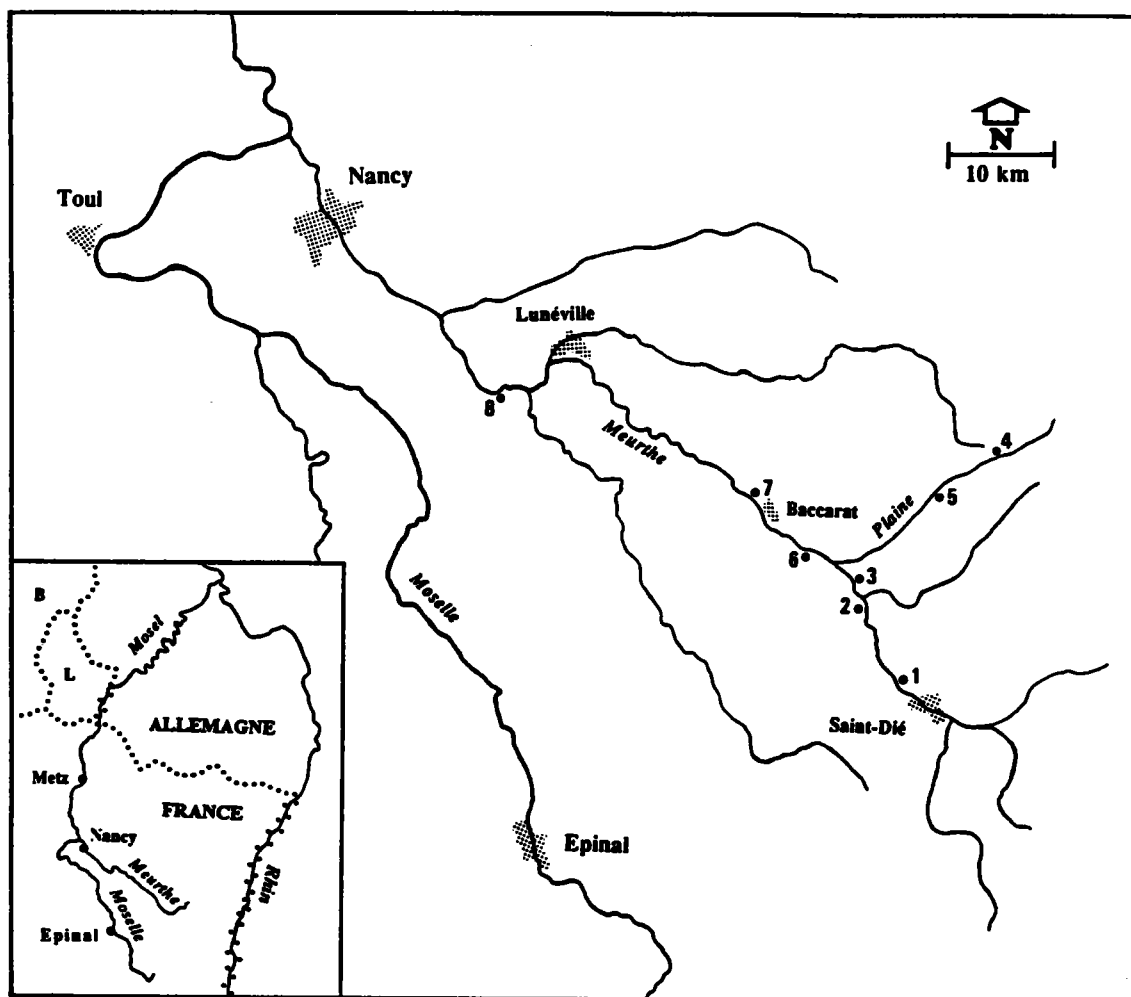 N
10 km
Nancy
Toul
Lunéville
8
Meurthe
4
7
Baccarat
Plaine
5
6
3
2
Moselle
1
Saint-Dié
Epinal
B
Mosel
L
ALLEMAGNE
Metz
FRANCE
Nancy
Meurthe
Rhin
Moselle
Epinal